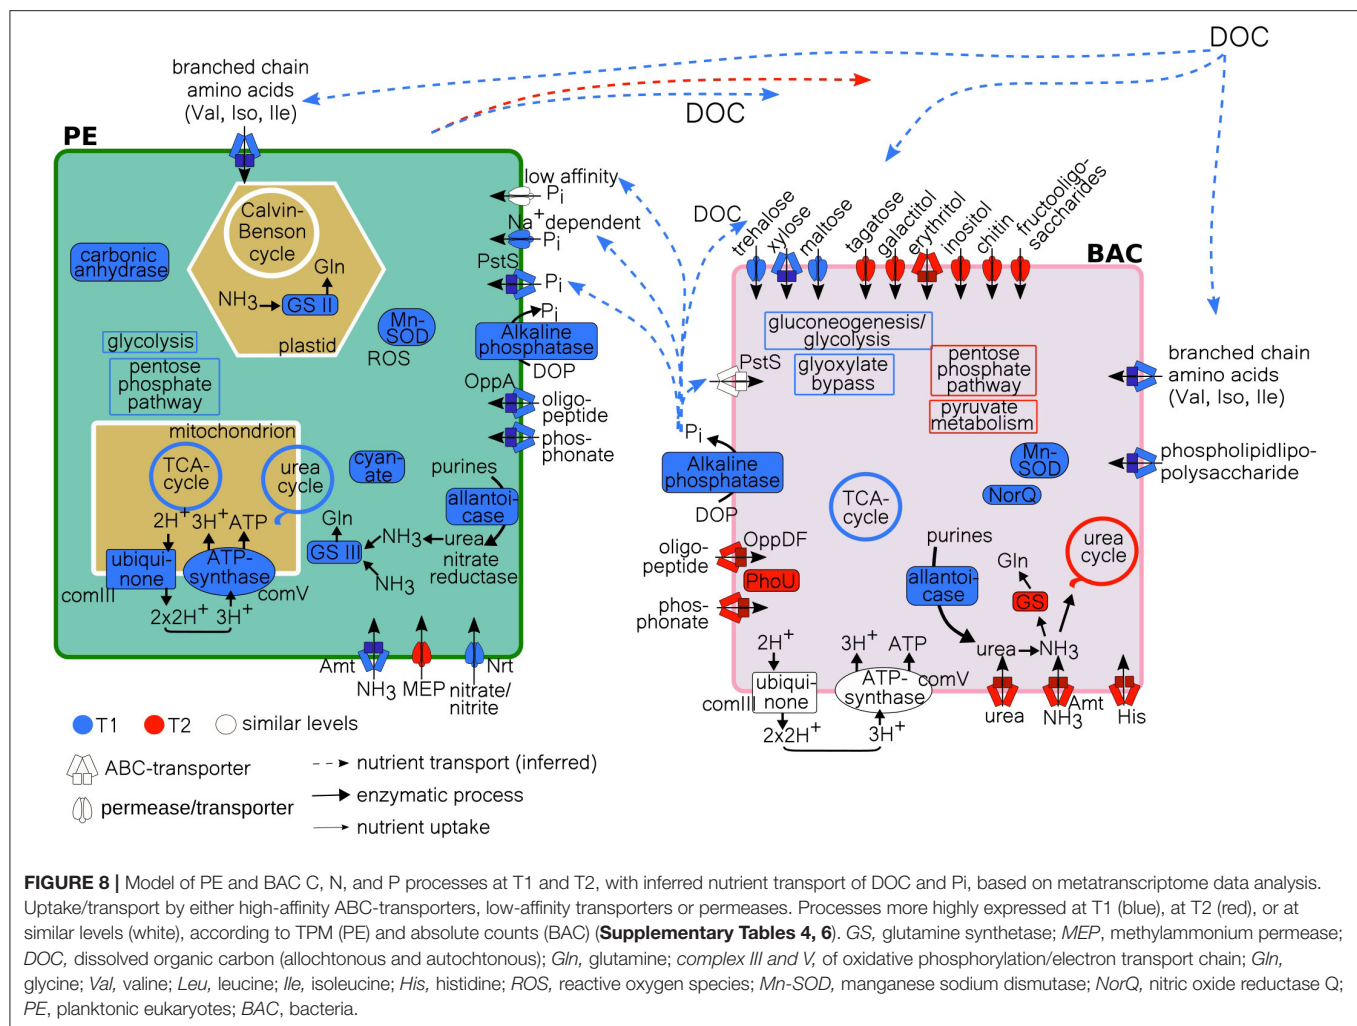 DOC
branched chain
amino acids
(Val, Iso, Ile)
DOC
PE
low affinity
Pi
Na+dependent
Pi
PstS
Pi
Pi
Alkaline
phosphatase
DOP
OppA
oligo-
peptide
phos-
phonate
Calvin-
Benson
cycle
Gln
NH3
GS II
plastid
carbonic
anhydrase
Mn-
SOD
ROS
glycolysis
pentose
phosphate
pathway
mitochondrion
TCA-
cycle
urea
cycle
cyan-
ate
purines
allantoi-
case
urea
NH3
Gln
GS III
NH3
nitrate
reductase
2H+
3H+
ATP
ubiqui-
none
ATP-
synthase
comIII
comV
2x2H+
3H+
Amt
NH3
MEP
Nrt
nitrate/
nitrite
DOC
trehalose
xylose
maltose
tagatose
galactitol
erythritol
inositol
chitin
fructooligo-
saccharides
BAC
gluconeogenesis/
glycolysis
glyoxylate
bypass
pentose
phosphate
pathway
pyruvate
metabolism
PstS
Pi
Alkaline
phosphatase
DOP
branched chain
amino acids
(Val, Iso, Ile)
phospholipidlipo-
polysaccharide
Mn-
SOD
NorQ
TCA-
cycle
oligo-
peptide
OppDF
PhoU
phos-
phonate
purines
allantoi-
case
Gln
GS
urea
cycle
urea
NH3
2H+
3H+
ATP
ubiqui-
none
ATP-
synthase
comIII
comV
2x2H+
3H+
urea
NH3
Amt
His
T1
T2
similar levels
ABC-transporter
permease/transporter
nutrient transport (inferred)
enzymatic process
nutrient uptake
FIGURE 8 | Model of PE and BAC C, N, and P processes at T1 and T2, with inferred nutrient transport of DOC and Pi, based on metatranscriptome data analysis.
Uptake/transport by either high-affinity ABC-transporters, low-affinity transporters or permeases. Processes more highly expressed at T1 (blue), at T2 (red), or at
similar levels (white), according to TPM (PE) and absolute counts (BAC) (Supplementary Tables 4, 6). GS, glutamine synthetase; MEP, methylammonium permease;
DOC, dissolved organic carbon (allochtonous and autochtonous); Gln, glutamine; complex III and V, of oxidative phosphorylation/electron transport chain; Gln,
glycine; Val, valine; Leu, leucine; Ile, isoleucine; His, histidine; ROS, reactive oxygen species; Mn-SOD, manganese sodium dismutase; NorQ, nitric oxide reductase Q;
PE, planktonic eukaryotes; BAC, bacteria.